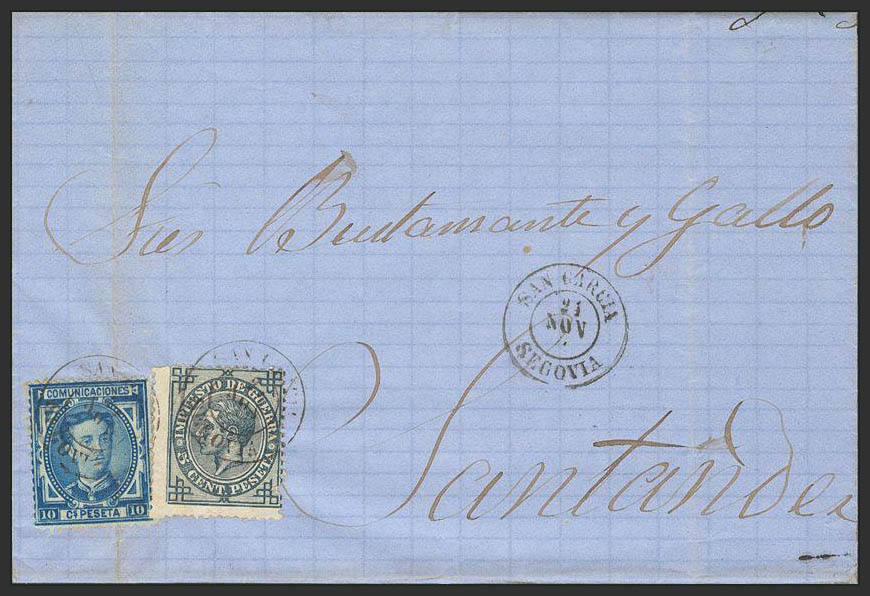 Sres Bustamante y Gallo
SAN GARCIA
21
NOV
SEGOVIA
Santander
COMUNICACIONES
10 Cs PESETA 10
IMPUESTO DE GUERRA
5 CENT. PESETA